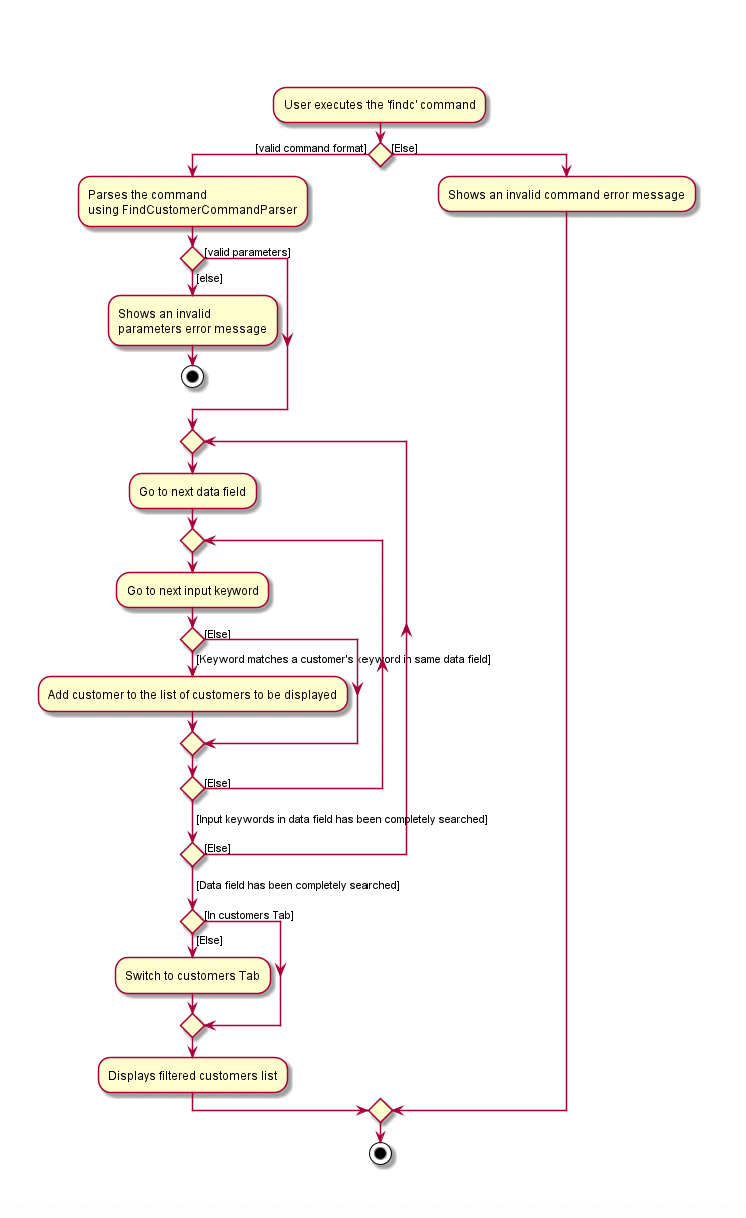 User executes the 'findc' command
[valid command format]
[Else]
Parses the command
using FindCustomerCommandParser
Shows an invalid command error message
[valid parameters]
[else]
Shows an invalid
parameters error message
Go to next data field
Go to next input keyword
[Else]
[Keyword matches a customer's keyword in same data field]
Add customer to the list of customers to be displayed
[Else]
[Input keywords in data field has been completely searched]
[Else]
[Data field has been completely searched]
[In customers Tab]
[Else]
Switch to customers Tab
Displays filtered customers list